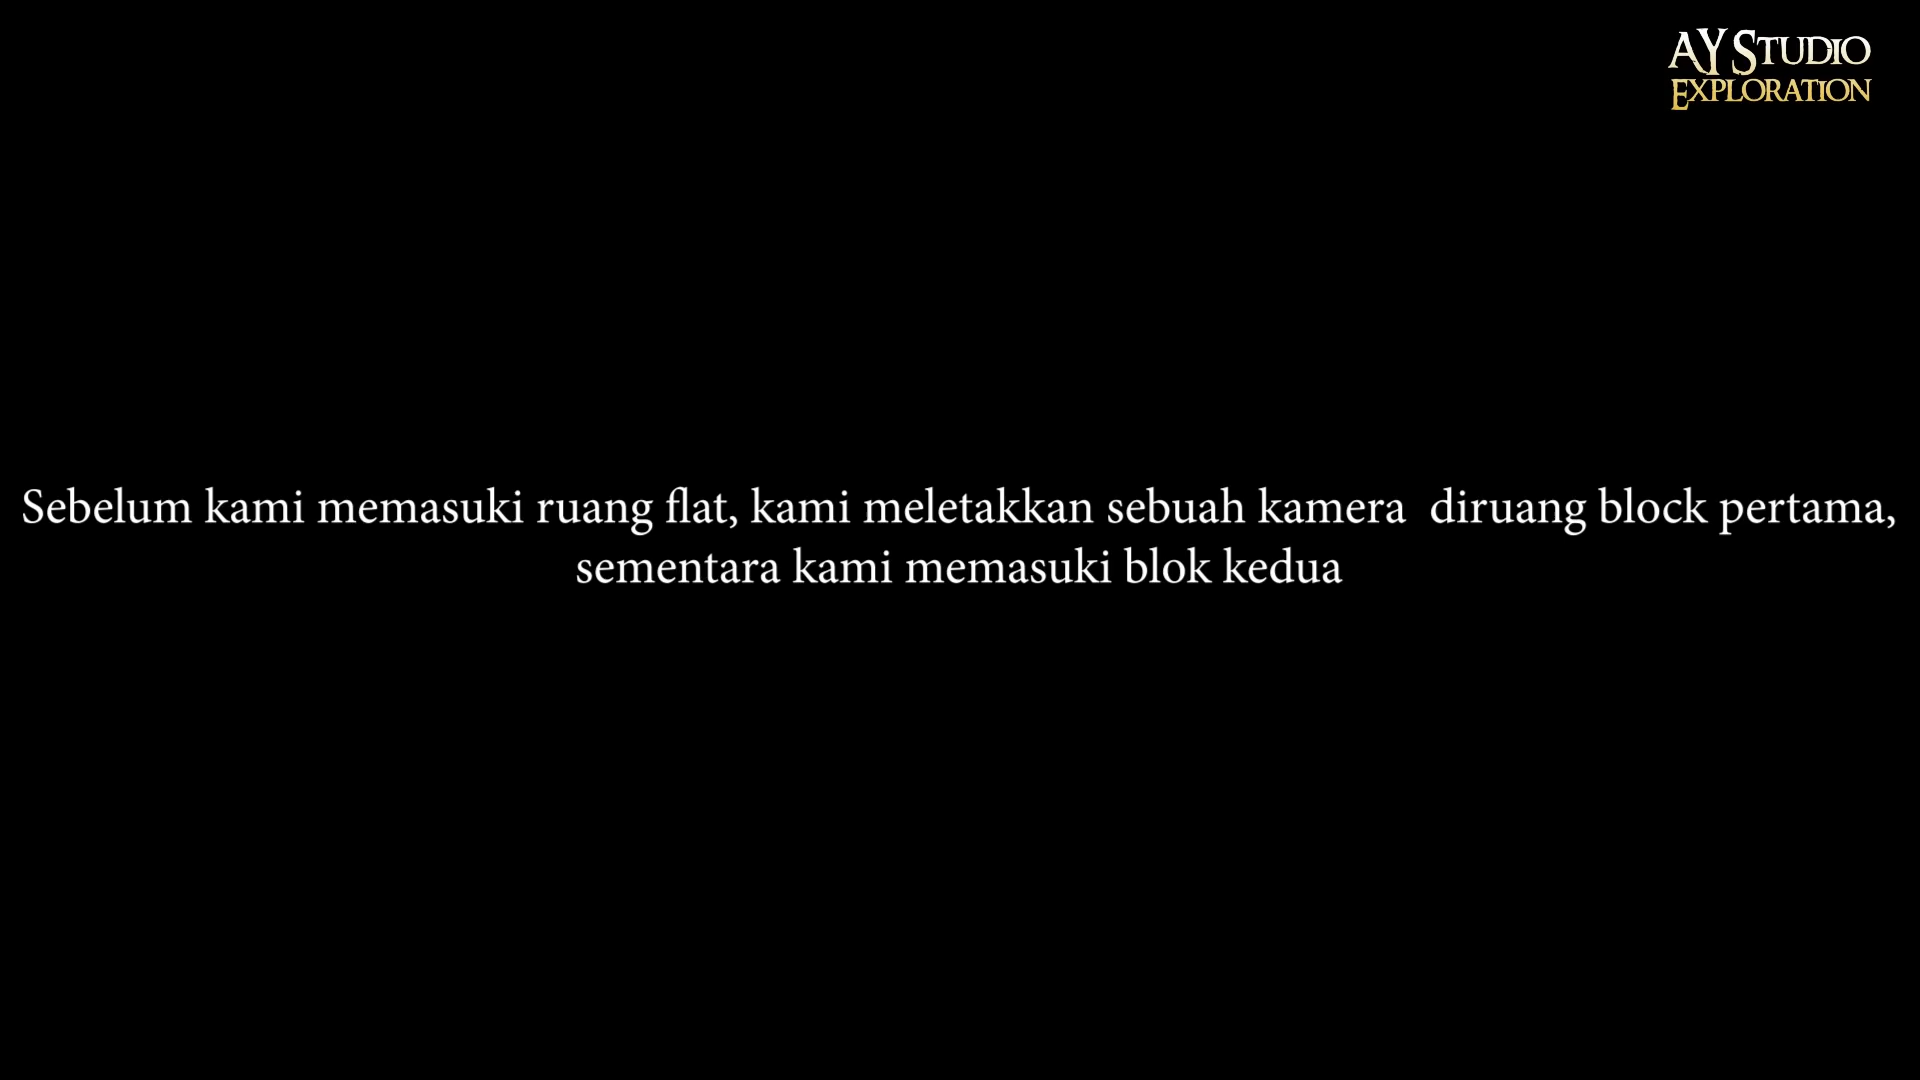 AY STUDIO
EXPLORATION
Sebelum kami memasuki ruang flat, kami meletakkan sebuah kamera  diruang block pertama,
sementara kami memasuki blok kedua